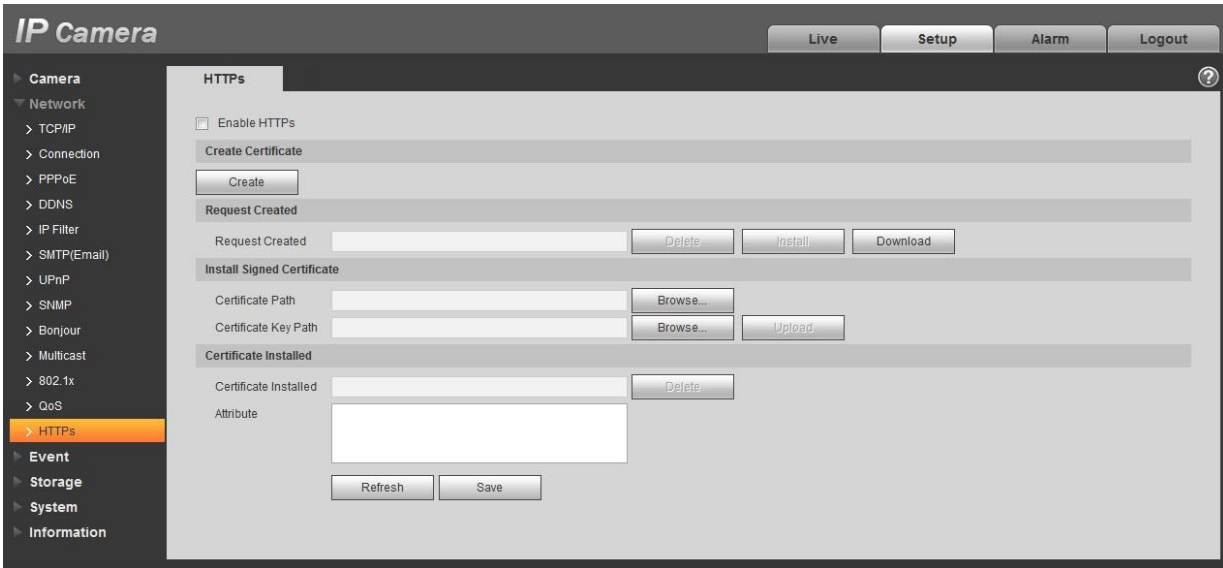 IP Camera
Live Setup Alarm Logout
Camera
Network
TCP/IP
Connection
PPPoE
DDNS
IP Filter
SMTP(Email)
UPnP
SNMP
Bonjour
Multicast
802.1x
QoS
HTTPs
Event
Storage
System
Information
HTTPs
?
Enable HTTPs
Create Certificate
Create
Request Created
Request Created Delete Install Download
Install Signed Certificate
Certificate Path Browse...
Certificate Key Path Browse... Upload
Certificate Installed
Certificate Installed Delete
Attribute
Refresh Save